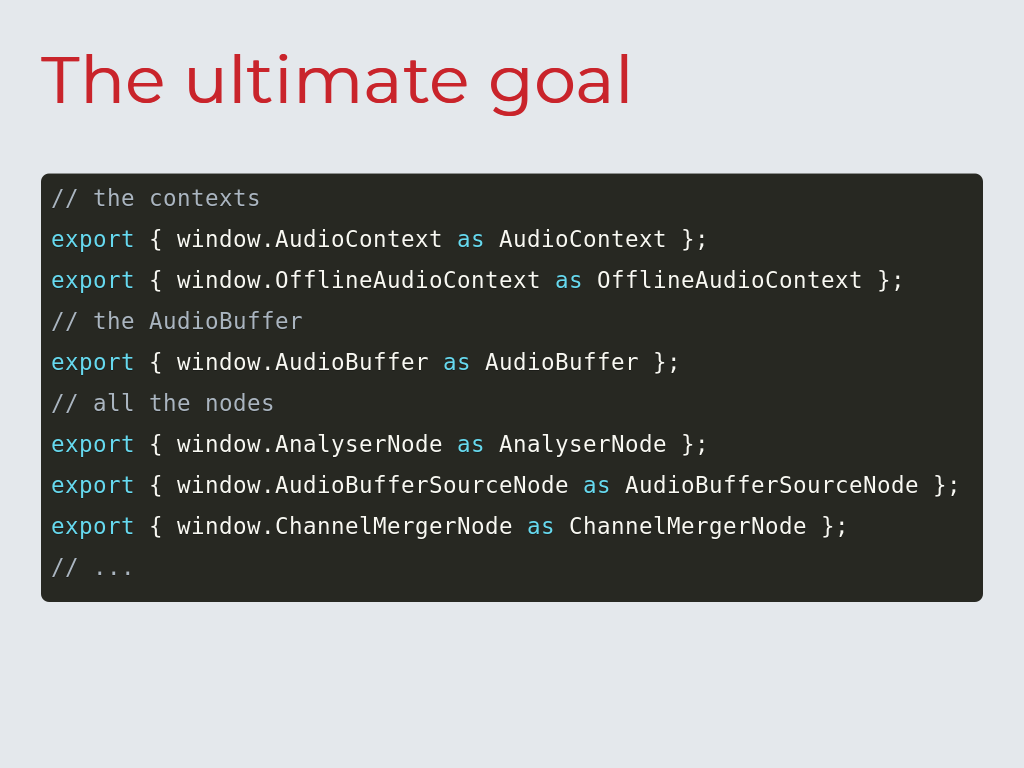 The ultimate goal
// the contexts
export { window.AudioContext as AudioContext };
export { window.OfflineAudioContext as OfflineAudioContext };
// the AudioBuffer
export { window.AudioBuffer as AudioBuffer };
// all the nodes
export { window.AnalyserNode as AnalyserNode };
export { window.AudioBufferSourceNode as AudioBufferSourceNode };
export { window.ChannelMergerNode as ChannelMergerNode };
// ...